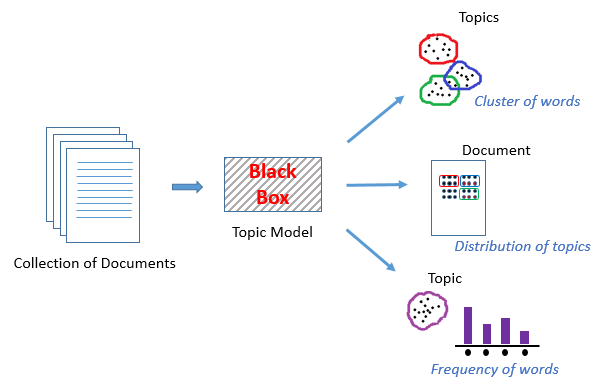 Topics
Cluster of words
Black
Box
Topic Model
Collection of Documents
Document
Distribution of topics
Topic
Frequency of words